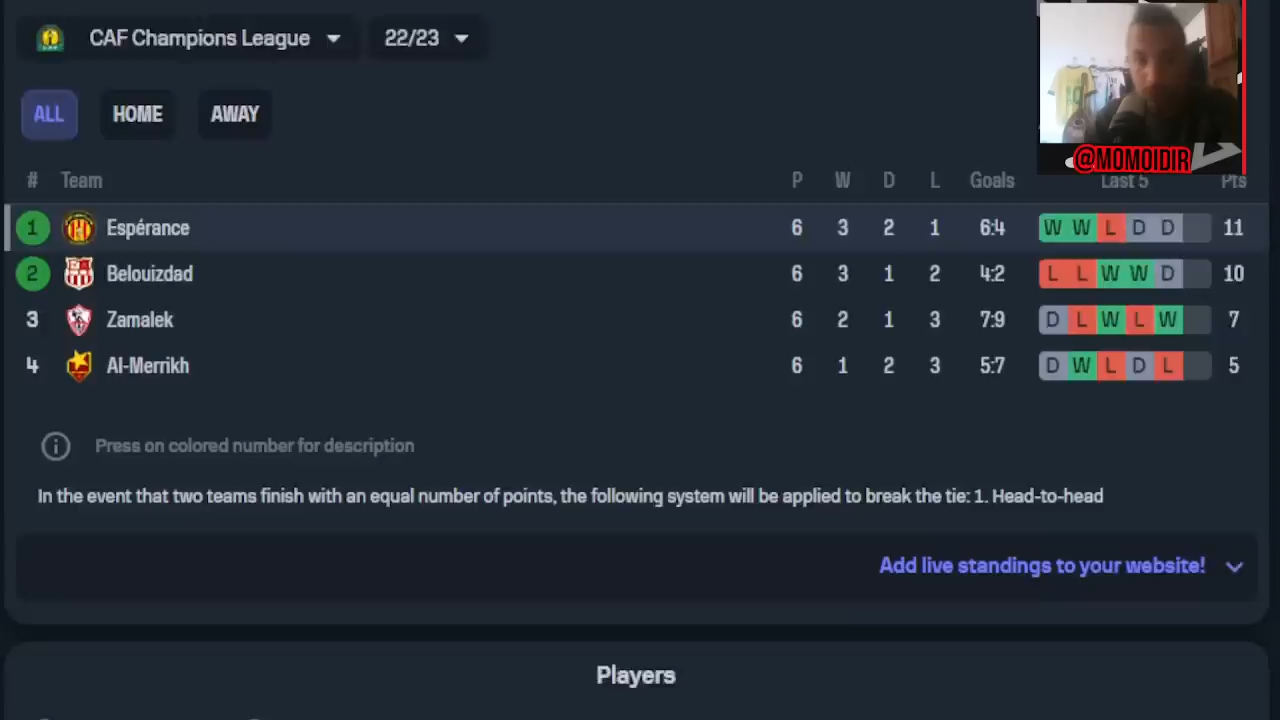 CAF Champions League 22/23
ALL HOME AWAY
@MOMOIDIR
# Team P W D L Goals Last 5 Pts
1 Espérance 6 3 2 1 6:4 W W L D D 11
2 Belouizdad 6 3 1 2 4:2 L L W W D 10
3 Zamalek 6 2 1 3 7:9 D L W L W 7
4 Al-Merrikh 6 1 2 3 5:7 D W L D L 5
Press on colored number for description
In the event that two teams finish with an equal number of points, the following system will be applied to break the tie: 1. Head-to-head
Add live standings to your website!
Players